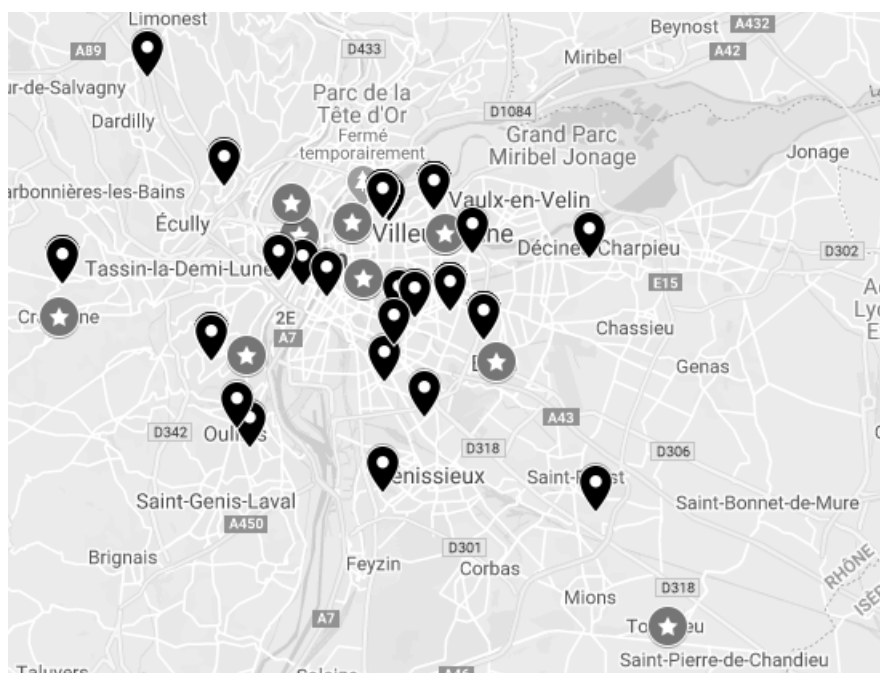 Limonest
Beynost
A432
A89
D433
A42
Miribel
ur-de-Salvagny
Parc de la
Tête d'Or
Fermé
temporairement
D1084
Dardilly
Grand Parc
Miribel Jonage
Jonage
arbonnières-les-Bains
Vaulx-en-Velin
Écully
Décines-Charpieu
D302
Tassin-la-Demi-Lune
E15
2E
A7
Chassieu
Genas
A43
D342
D318
D306
Saint-Genis-Laval
Saint-Bonnet-de-Mure
A450
D301
Brignais
Feyzin
Corbas
D318
RHÔNE
Mions
A7
Saint-Pierre-de-Chandieu